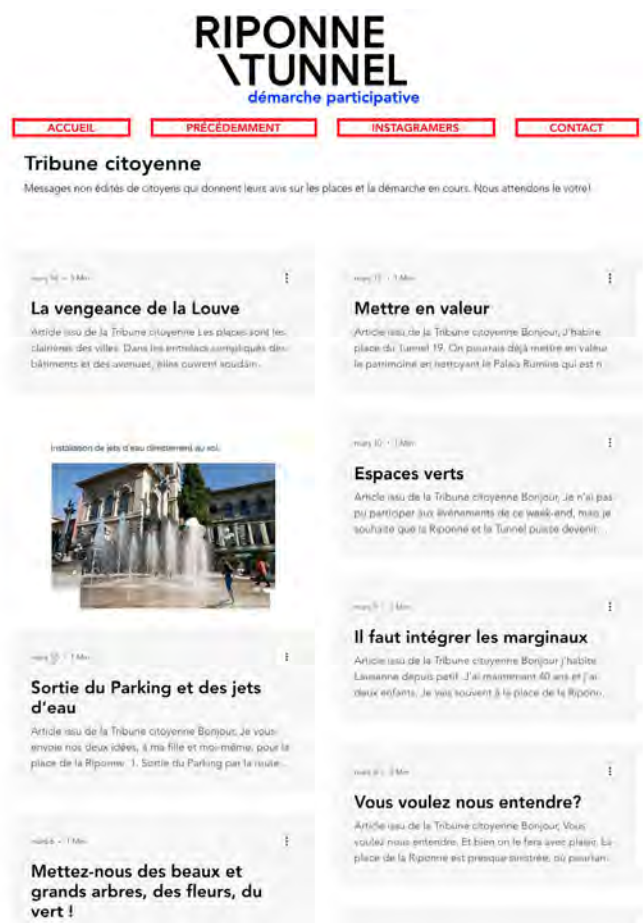 RIPONNE
\TUNNEL
démarche participative
ACCUEIL
PRÉCÉDEMMENT
INSTAGRAMERS
CONTACT
Tribune citoyenne
Messages non édités de citoyens qui donnent leurs avis sur les places et la démarche en cours. Nous attendons le votre!
La vengeance de la Louve
Article issu de la Tribune citoyenne Les places sont les
clairières des villes. Dans les entrelacs compliqués des
bâtiments et des avenues, elles ouvrent soudain
Installation de jets d'eau directement au sol.
Sortie du Parking et des jets
d'eau
Article issu de la Tribune citoyenne Bonjour, Je vous
envoie nos deux idées, à ma fille et moi-même, pour la
place de la Riponne. 1. Sortie du Parking par la route
mars 6 • 1 Min
Mettez-nous des beaux et
grands arbres, des fleurs, du
vert !
Mettre en valeur
Article issu de la Tribune citoyenne Bonjour, J'habite
place du Tunnel 19. On pourrais déjà mettre en valeur
le patrimoine en nettoyant le Palais Rumine qui est n
mars 10 • 1 Min
Espaces verts
Article issu de la Tribune citoyenne Bonjour, Je n'ai pas
pu participer aux événements de ce week-end, mais je
souhaite que la Riponne et le Tunnel puisse devenir
Il faut intégrer les marginaux
Article issu de la Tribune citoyenne Bonjour j'habite
Lausanne depuis petit. J'ai maintenant 40 ans et j'ai
deux enfants. Je vais souvent à la place de la Riponn
Vous voulez nous entendre?
Article issu de la Tribune citoyenne Bonjour, Vous
voulez nous entendre. Et bien on le fera avec plaisir. La
place de la Riponne est presque sinistrée, où pourtan